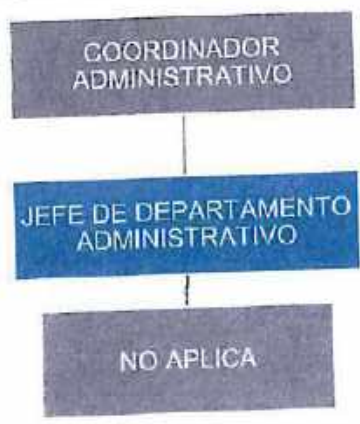 COORDINADOR
ADMINISTRATIVO
JEFE DE DEPARTAMENTO
ADMINISTRATIVO
NO APLICA